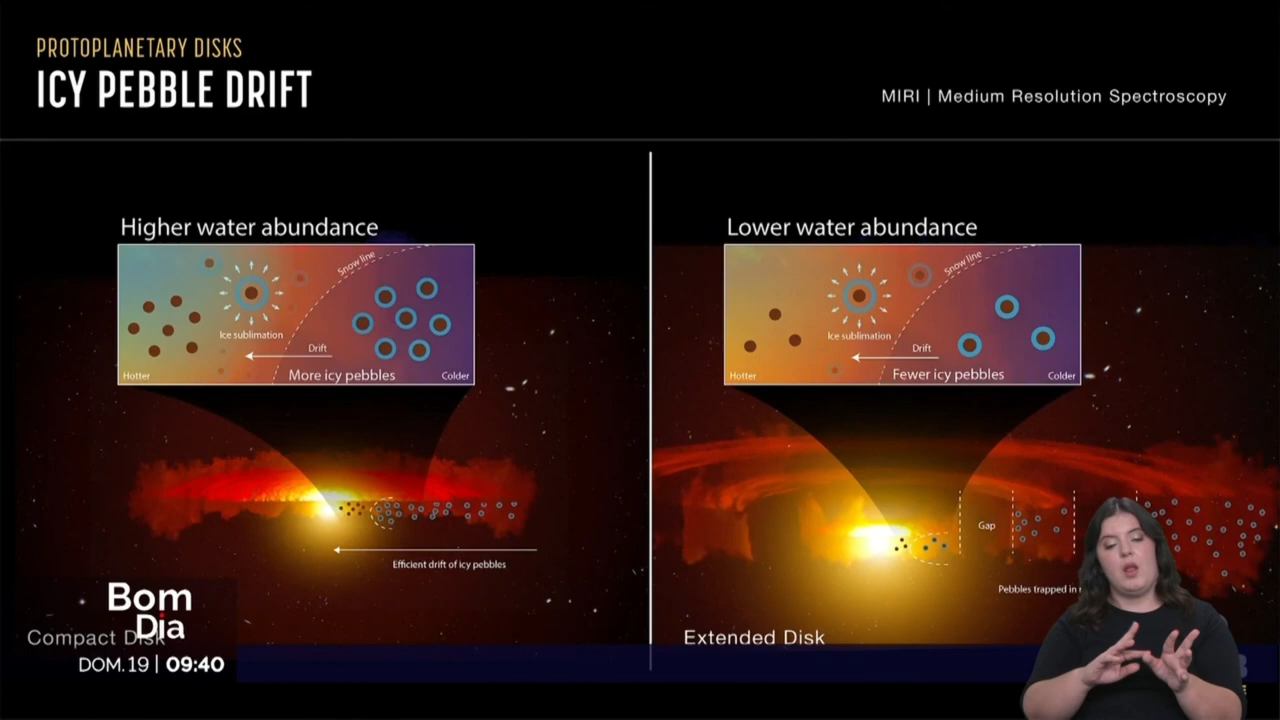 PROTOPLANETARY DISKS
ICY PEBBLE DRIFT
MIRI | Medium Resolution Spectroscopy
Higher water abundance
Snow line
Ice sublimation
Drift
Hotter
More icy pebbles
Colder
Efficient drift of icy pebbles
Compact Disk
Lower water abundance
Snow line
Ice sublimation
Drift
Hotter
Fewer icy pebbles
Colder
Gap
Pebbles trapped in
Extended Disk
Bom
Dia
DOM.19 | 09:40